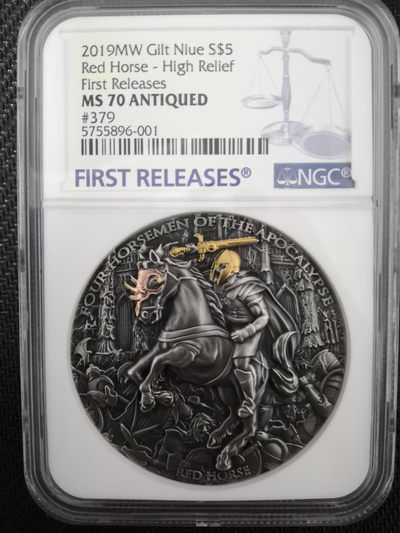 2019MW Gilt Niue S$5
Red Horse - High Relief
First Releases
MS 70 ANTIQUED
#379
5755896-001
FIRST RELEASES®
NGC®
FOUR HORSEMEN OF THE APOCALYPSE
RED HORSE